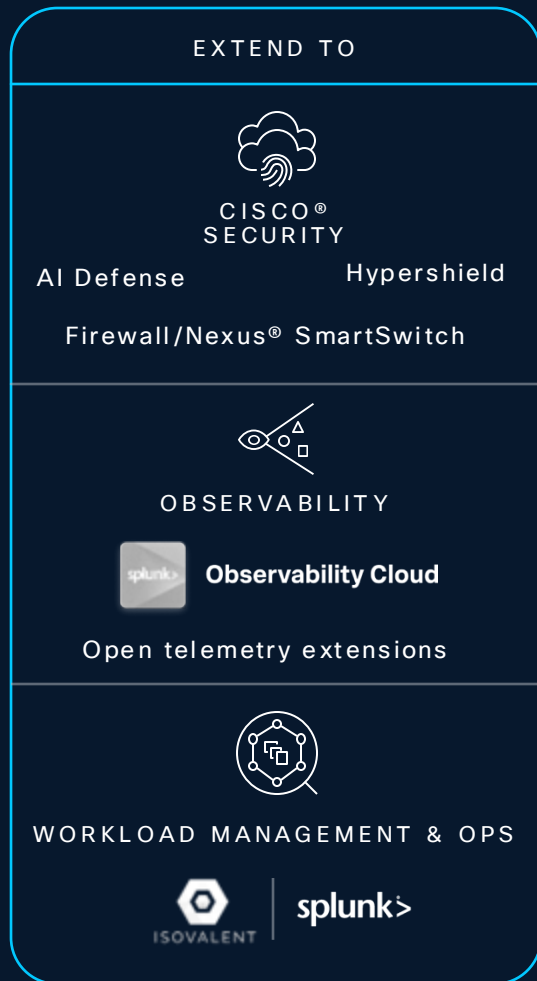 EXTEND TO
CISCO®
SECURITY
AI Defense
Hypershield
Firewall/Nexus® SmartSwitch
OBSERVABILITY
splunk> Observability Cloud
Open telemetry extensions
WORKLOAD MANAGEMENT & OPS
ISOVALENT
splunk>